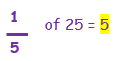 1/5 of 25 = 5